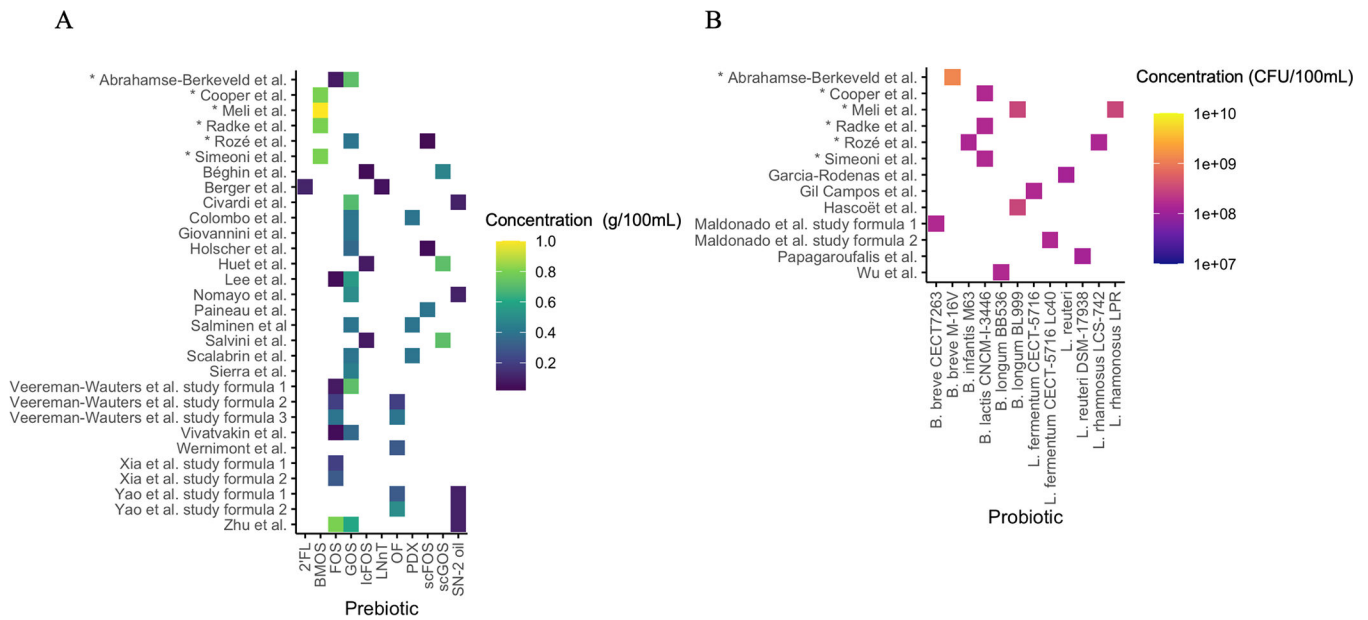 A
* Abrahamse-Berkeveld et al.
* Cooper et al.
* Meli et al.
* Radke et al.
* Rozé et al.
* Simeoni et al.
Béghin et al.
Berger et al.
Civardi et al.
Colombo et al.
Giovannini et al.
Holscher et al.
Huet et al.
Lee et al.
Nomayo et al.
Paineau et al.
Salminen et al
Salvini et al.
Scalabrin et al.
Sierra et al.
Veereman-Wauters et al. study formula 1
Veereman-Wauters et al. study formula 2
Veereman-Wauters et al. study formula 3
Vivatvakin et al.
Wernimont et al.
Xia et al. study formula 1
Xia et al. study formula 2
Yao et al. study formula 1
Yao et al. study formula 2
Zhu et al.
2'FL
BMOS
FOS
GOS
lcFOS
LNnT
OF
PDX
scFOS
scGOS
SN-2 oil
Prebiotic
Concentration (g/100mL)
1.0
0.8
0.6
0.4
0.2
B
* Abrahamse-Berkeveld et al.
* Cooper et al.
* Meli et al.
* Radke et al.
* Rozé et al.
* Simeoni et al.
Garcia-Rodenas et al.
Gil Campos et al.
Hascoët et al.
Maldonado et al. study formula 1
Maldonado et al. study formula 2
Papagaroufalis et al.
Wu et al.
B. breve CECT7263
B. breve M-16V
B. infantis M63
B. lactis CNCM-I-3446
B. longum BB536
B. longum BL999
L. fermentum CECT-5716
L. fermentum CECT-5716 Lc40
L. reuteri
L. reuteri DSM-17938
L. rhamnosus LCS-742
L. rhamomosus LPR
Probiotic
Concentration (CFU/100mL)
1e+10
1e+09
1e+08
1e+07